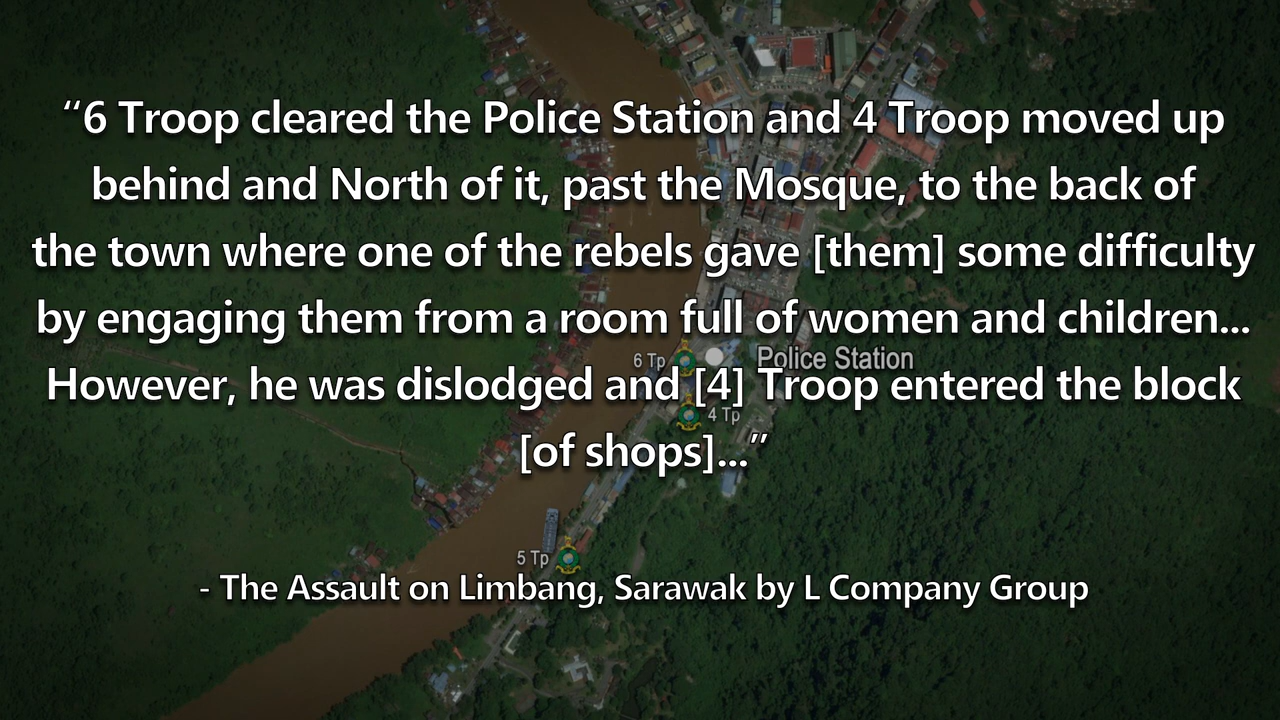 “6 Troop cleared the Police Station and 4 Troop moved up
behind and North of it, past the Mosque, to the back of
the town where one of the rebels gave [them] some difficulty
by engaging them from a room full of women and children...
6 Tp
Police Station
However, he was dislodged and [4] Troop entered the block
4 Tp
[of shops]...”
5 Tp
- The Assault on Limbang, Sarawak by L Company Group